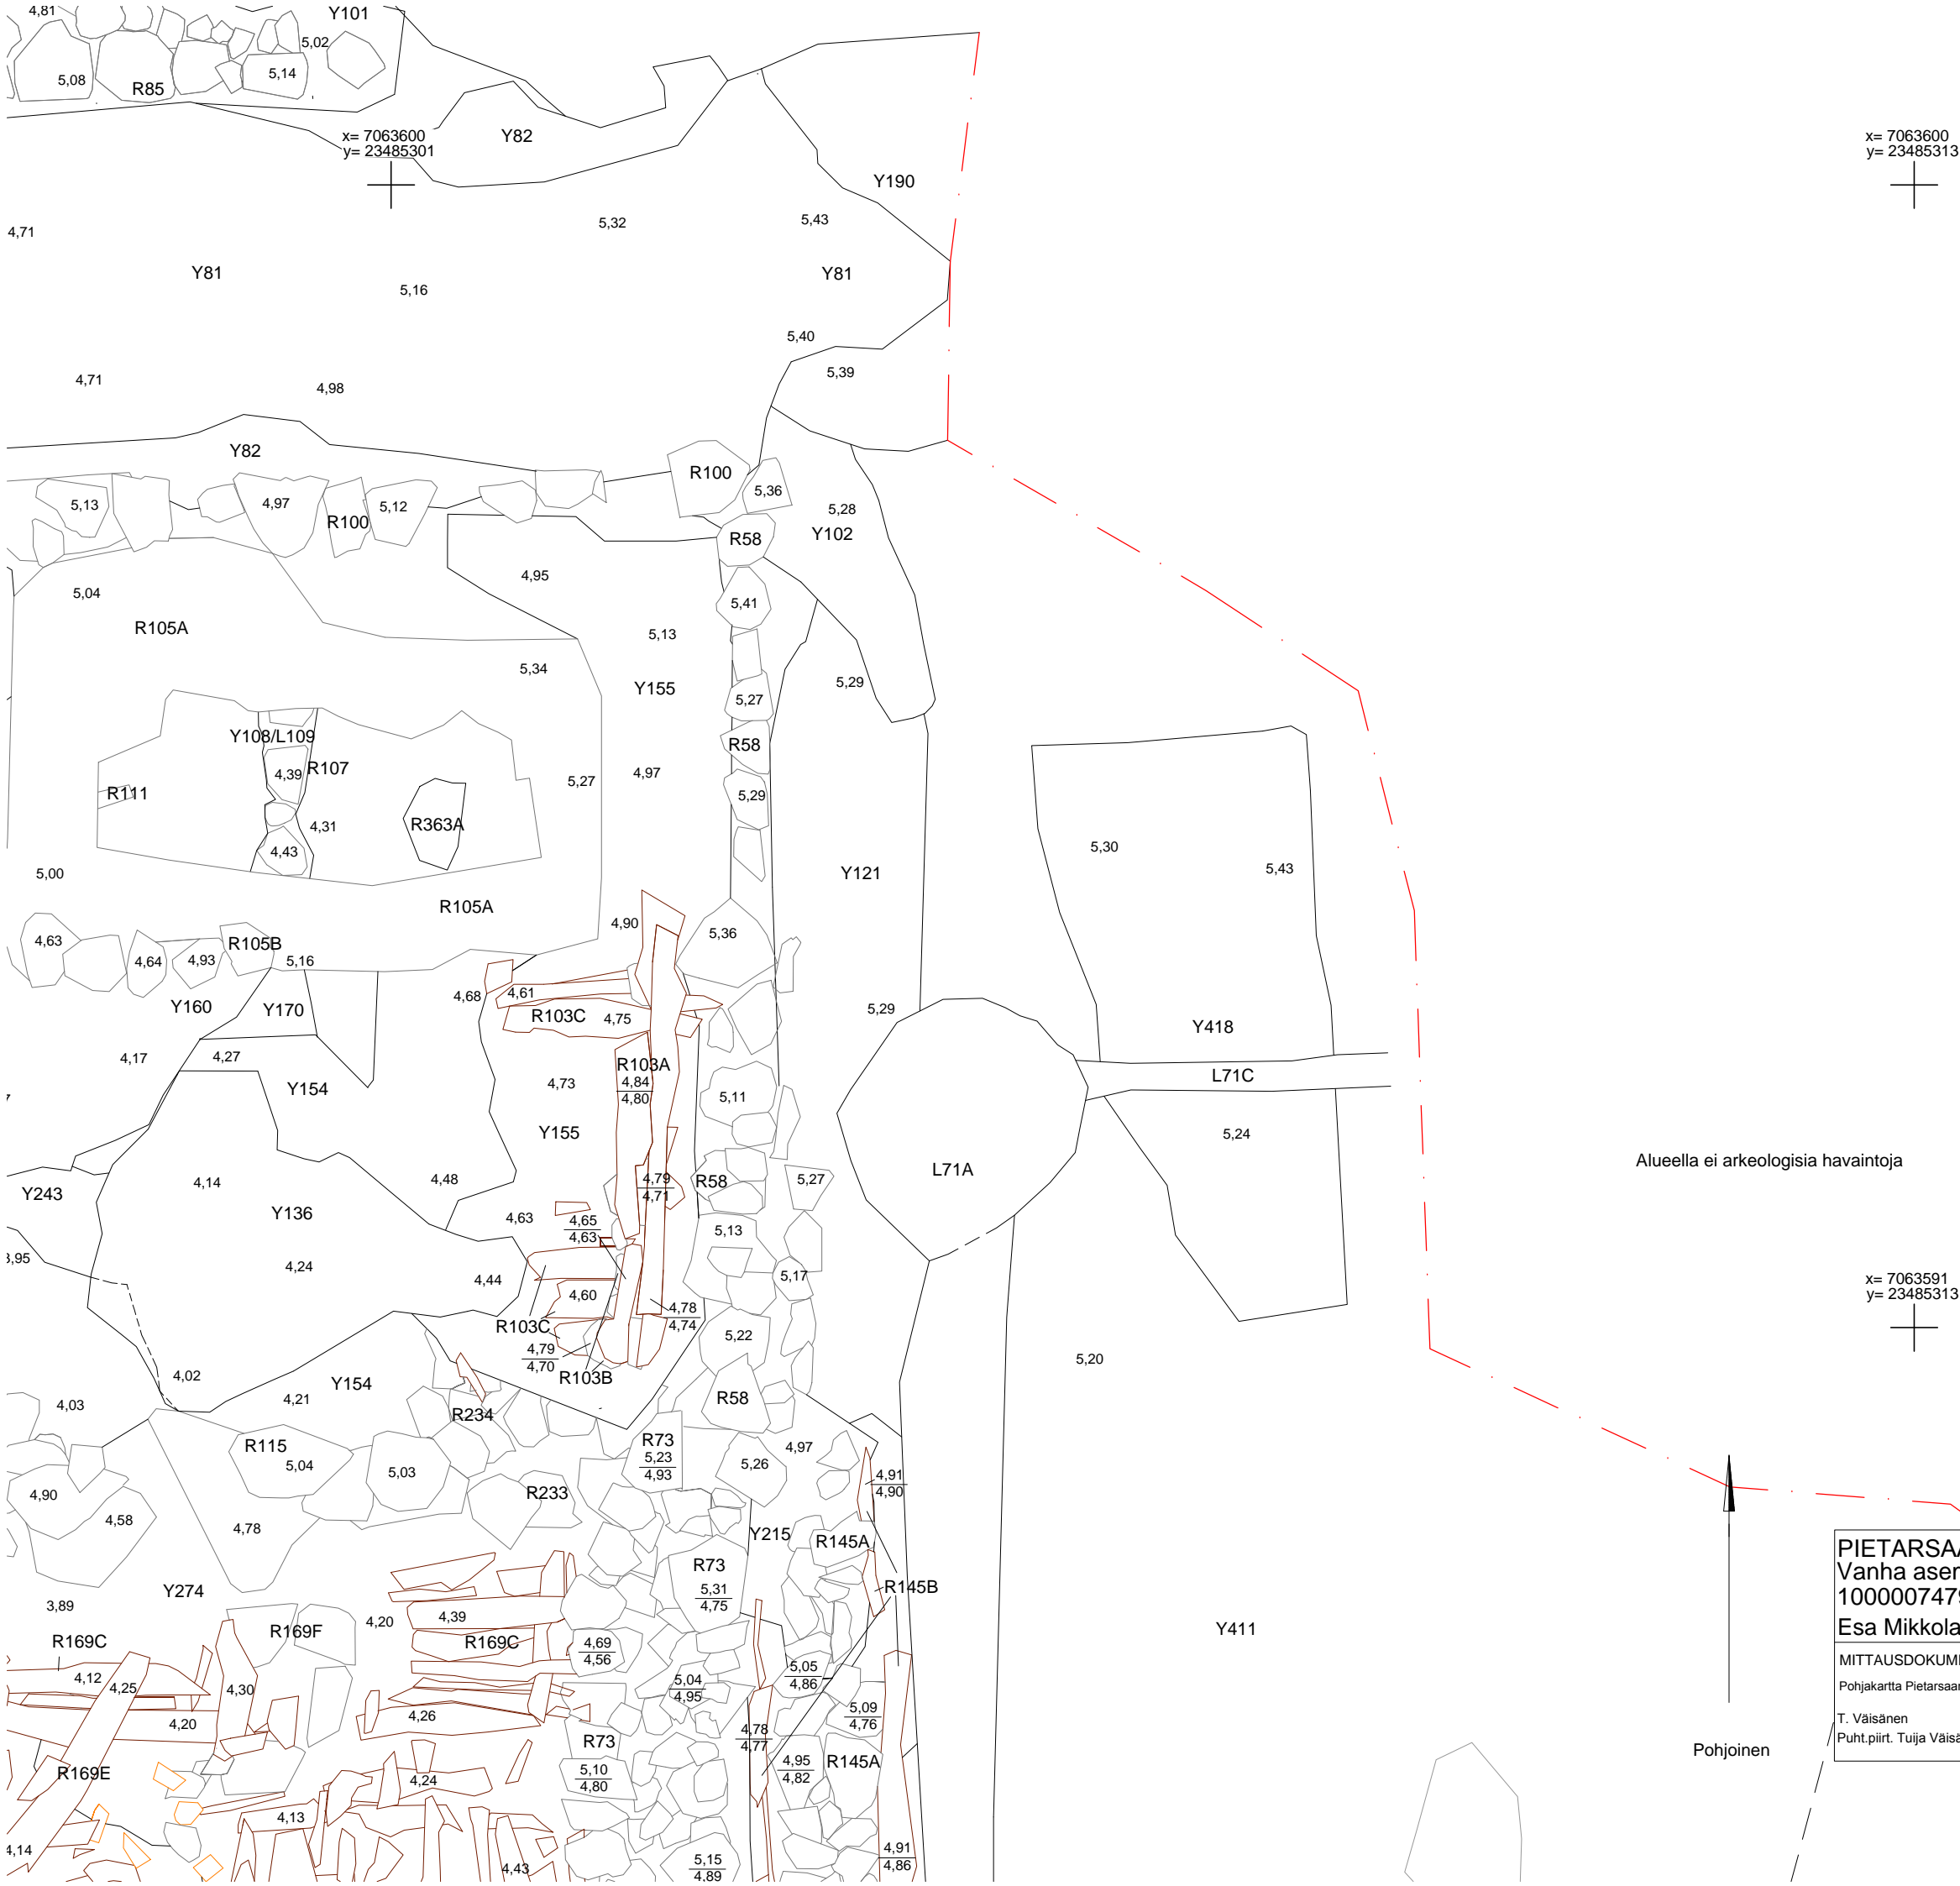 4,81
Y101
5,02
5,08
R85
5,14
x= 7063600
y= 23485301
Y82
x= 7063600
y= 23485313
Y190
4,71
5,32
5,43
Y81
Y81
5,16
5,40
5,39
4,71
4,98
Y82
R100
5,36
5,13
4,97
R100
5,12
5,28
Y102
R58
4,95
5,04
5,41
R105A
5,13
5,34
Y155
5,29
5,27
Y108/L109
R58
4,39
R107
5,27
4,97
R111
5,29
4,31
R363A
4,43
5,30
5,00
Y121
5,43
R105A
4,90
5,36
4,63
R105B
4,64
4,93
5,16
4,68
4,61
Y160
Y170
R103C
4,75
5,29
Y418
4,17
4,27
R103A
4,84
4,80
4,73
L71C
Y154
5,11
Y155
5,24
Alueella ei arkeologisia havaintoja
L71A
4,14
4,48
4,79
4,71
R58
5,27
Y243
Y136
4,63
4,65
4,63
5,13
3,95
4,24
4,44
5,17
x= 7063591
y= 23485313
4,60
4,78
4,74
R103C
5,22
4,79
4,70
5,20
R103B
4,02
Y154
4,21
R58
4,03
R234
R115
R73
5,23
4,93
4,97
5,04
5,03
5,26
4,91
4,90
4,90
R233
4,58
4,78
Y215
R145A
PIETARSAA
Vanha asem
1000007479
Esa Mikkola
MITTAUSDOKUM
Pohjakartta Pietarsaar
T. Väisänen
Puht.piirt. Tuija Väisä
R73
5,31
4,75
R145B
Y274
3,89
4,20
4,39
Y411
R169F
R169C
R169C
4,69
4,56
4,12
4,25
4,30
5,04
4,95
5,05
4,86
4,20
4,26
5,09
4,76
4,78
4,77
R73
Pohjoinen
R169E
5,10
4,80
4,95
4,82
R145A
4,24
4,13
4,14
4,43
5,15
4,89
4,91
4,86